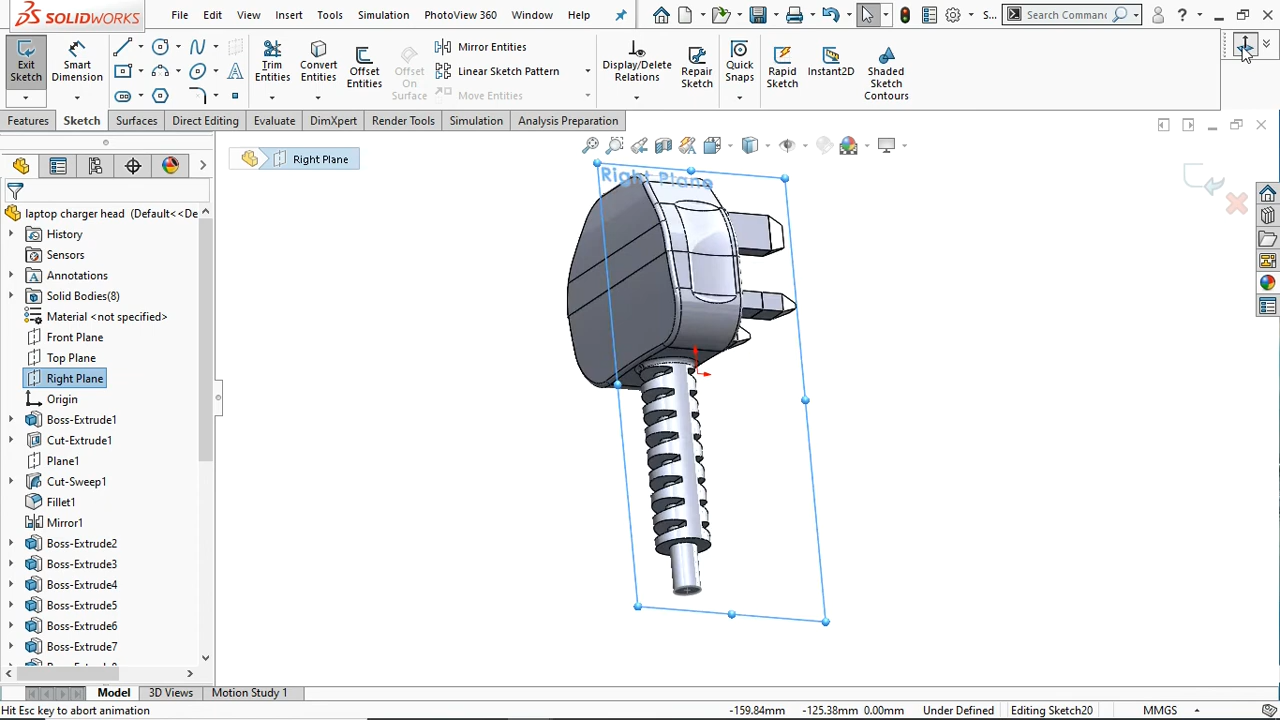 SOLIDWORKS File Edit View Insert Tools Simulation PhotoView 360 Window Help S... Search Comman ?
Exit Sketch
Smart Dimension
Trim Entities
Convert Entities
Offset Entities
Offset On Surface
Mirror Entities
Linear Sketch Pattern
Move Entities
Display/Delete Relations
Repair Sketch
Quick Snaps
Rapid Sketch
Instant2D
Shaded Sketch Contours
Features Sketch Surfaces Direct Editing Evaluate DimXpert Render Tools Simulation Analysis Preparation
Right Plane
Right Plane
laptop charger head (Default<<De
History
Sensors
Annotations
Solid Bodies(8)
Material <not specified>
Front Plane
Top Plane
Right Plane
Origin
Boss-Extrude1
Cut-Extrude1
Plane1
Cut-Sweep1
Fillet1
Mirror1
Boss-Extrude2
Boss-Extrude3
Boss-Extrude4
Boss-Extrude5
Boss-Extrude6
Boss-Extrude7
Model 3D Views Motion Study 1
Hit Esc key to abort animation -159.84mm -125.38mm 0.00mm Under Defined Editing Sketch20 MMGS